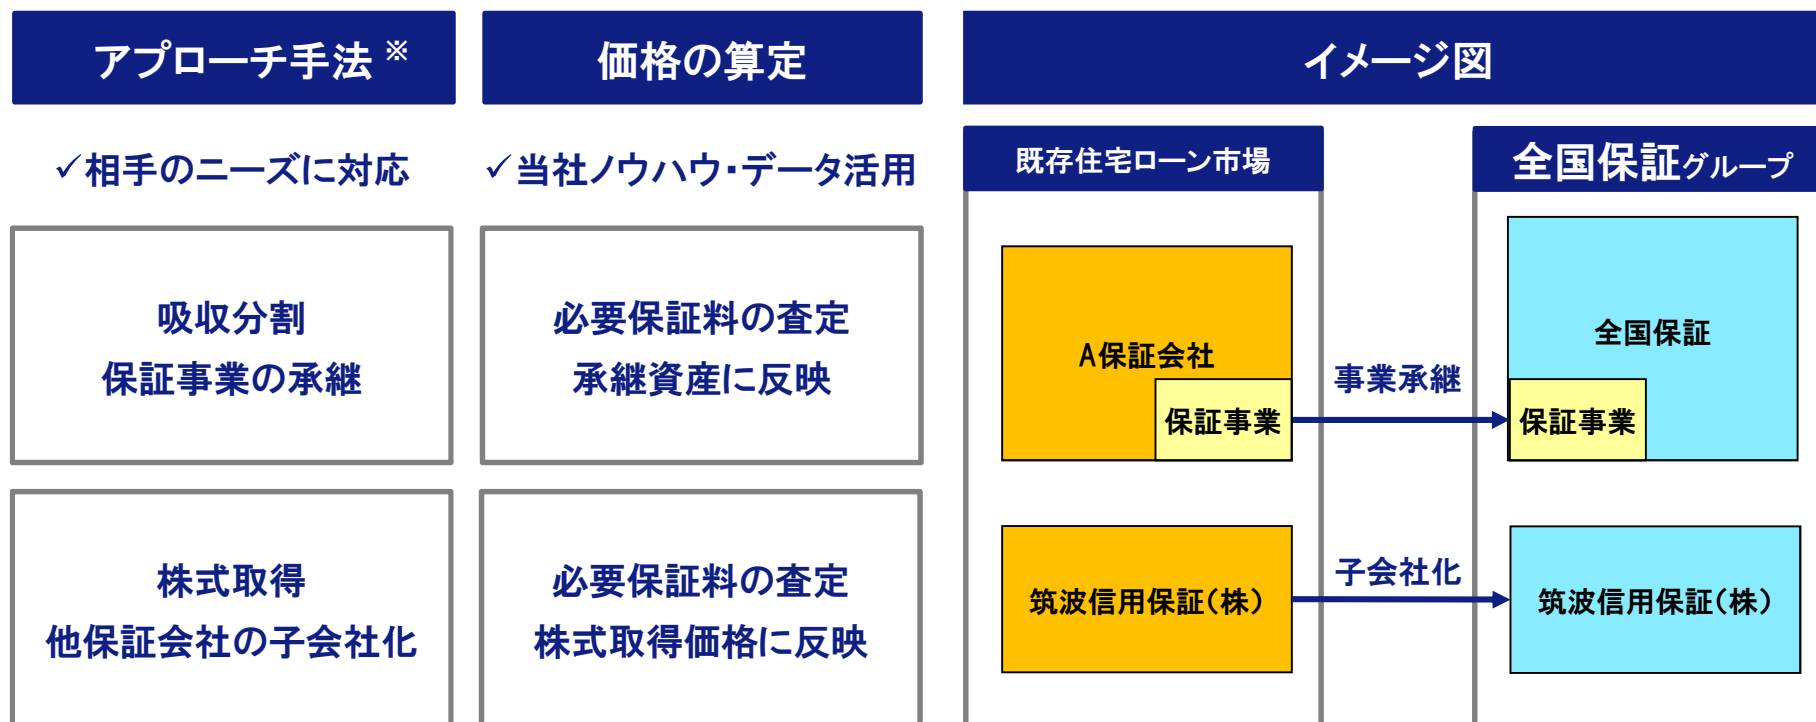 アプローチ手法 ※
価格の算定
イメージ図
✓相手のニーズに対応
✓当社ノウハウ・データ活用
既存住宅ローン市場
全国保証グループ
吸収分割
保証事業の承継
必要保証料の査定
承継資産に反映
A保証会社
保証事業
事業承継
全国保証
保証事業
株式取得
他保証会社の子会社化
必要保証料の査定
株式取得価格に反映
筑波信用保証(株)
子会社化
筑波信用保証(株)